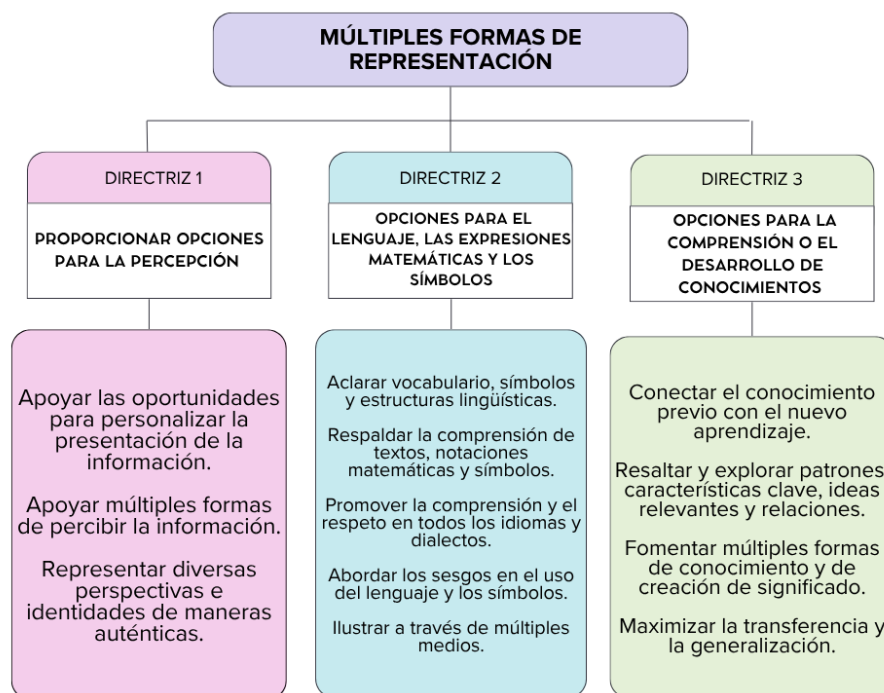 MÚLTIPLES FORMAS DE
REPRESENTACIÓN
DIRECTRIZ 1
PROPORCIONAR OPCIONES
PARA LA PERCEPCIÓN
Apoyar las oportunidades
para personalizar la
presentación de la
información.
Apoyar múltiples formas
de percibir la información.
Representar diversas
perspectivas e
identidades de maneras
auténticas.
DIRECTRIZ 2
OPCIONES PARA EL
LENGUAJE, LAS EXPRESIONES
MATEMÁTICAS Y LOS
SÍMBOLOS
Aclarar vocabulario, símbolos
y estructuras lingüísticas.
Respaldar la comprensión de
textos, notaciones
matemáticas y símbolos.
Promover la comprensión y el
respeto en todos los idiomas y
dialectos.
Abordar los sesgos en el uso
del lenguaje y los símbolos.
Ilustrar a través de múltiples
medios.
DIRECTRIZ 3
OPCIONES PARA LA
COMPRENSIÓN O EL
DESARROLLO DE
CONOCIMIENTOS
Conectar el conocimiento
previo con el nuevo
aprendizaje.
Resaltar y explorar patrones,
características clave, ideas
relevantes y relaciones.
Fomentar múltiples formas
de conocimiento y de
creación de significado.
Maximizar la transferencia y
la generalización.